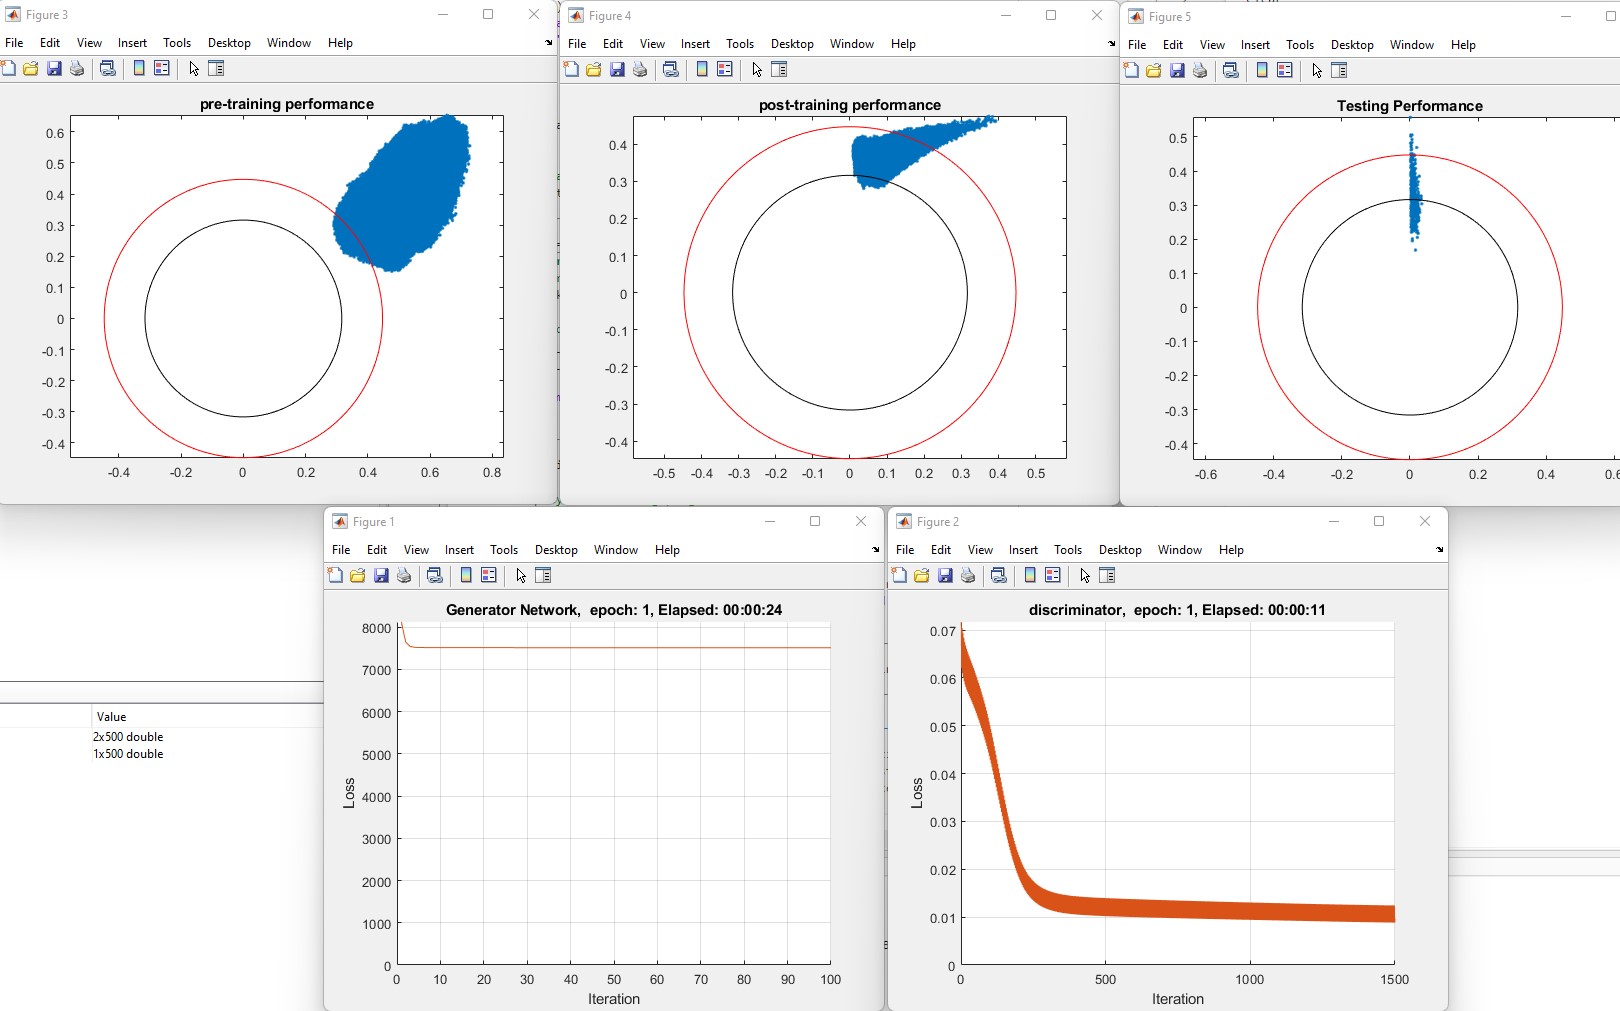 Figure 3
File Edit View Insert Tools Desktop Window Help
pre-training performance
0.6
0.5
0.4
0.3
0.2
0.1
0
-0.1
-0.2
-0.3
-0.4
-0.4 -0.2 0 0.2 0.4 0.6 0.8
Figure 4
File Edit View Insert Tools Desktop Window Help
post-training performance
0.4
0.3
0.2
0.1
0
-0.1
-0.2
-0.3
-0.4
-0.5 -0.4 -0.3 -0.2 -0.1 0 0.1 0.2 0.3 0.4 0.5
Figure 5
File Edit View Insert Tools Desktop Window Help
Testing Performance
0.5
0.4
0.3
0.2
0.1
0
-0.1
-0.2
-0.3
-0.4
-0.6 -0.4 -0.2 0 0.2 0.4
Value
2x500 double
1x500 double
Figure 1
File Edit View Insert Tools Desktop Window Help
Generator Network, epoch: 1, Elapsed: 00:00:24
8000
7000
6000
5000
4000
3000
2000
1000
0
Loss
0 10 20 30 40 50 60 70 80 90 100
Iteration
Figure 2
File Edit View Insert Tools Desktop Window Help
discriminator, epoch: 1, Elapsed: 00:00:11
0.07
0.06
0.05
0.04
0.03
0.02
0.01
0
Loss
0 500 1000 1500
Iteration